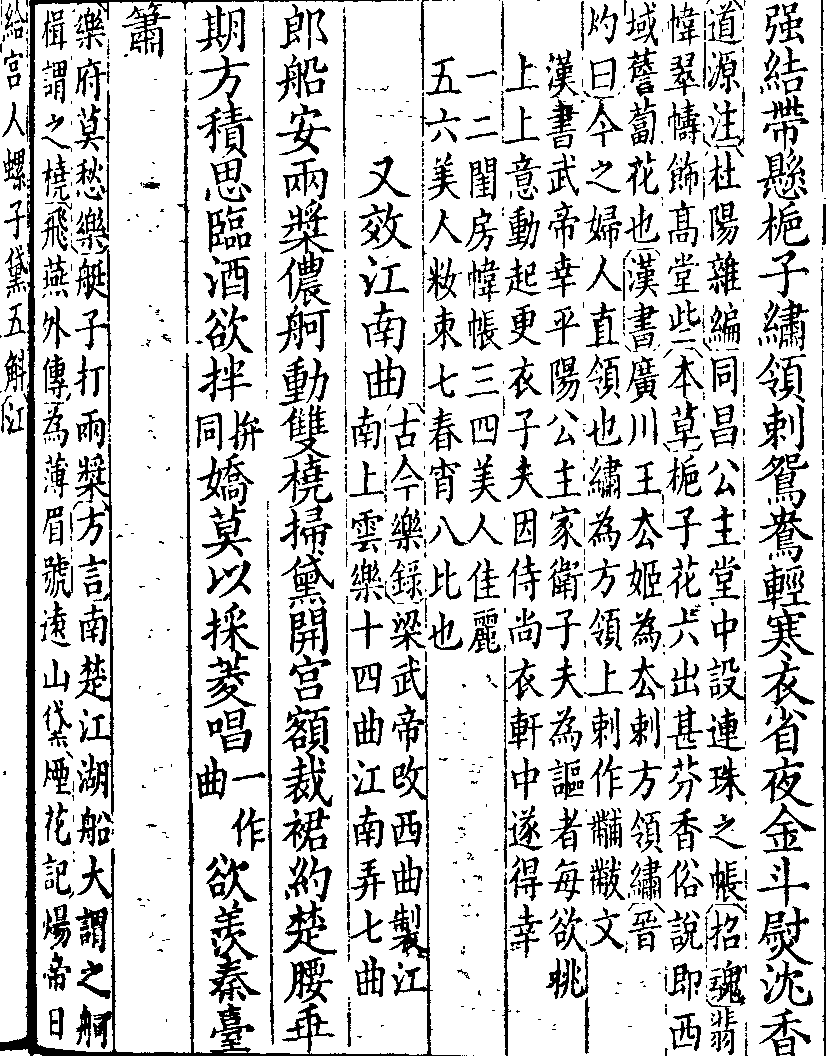 强結帶懸梔子繡領刺鴛鴦輕寒衣省夜金斗熨沈香
道源注杜陽雜編同昌公主堂中設連珠之帳招魂翡
帷翠幬飾高堂些本草梔子花六出甚芬香俗說即西
域薝蔔花也漢書廣川王去姬為去刺方領繡晉
灼曰今之婦人直領也繡為方領上刺作黼黻文
漢書武帝幸平陽公主家衛子夫為謳者每欲挑
上上意動起更衣子夫因侍尚衣軒中遂得幸
一二閨房幃帳三四美人佳麗
五六美人籹束七春宵八比也
又效江南曲
古今樂錄梁武帝改西曲製江
南上雲樂十四曲江南弄七曲
郎船安兩槳儂舸動雙橈掃黛開宮額裁裙約楚腰乖
期方積思臨酒欲拌
拚
同
嬌莫以採菱唱
一作
曲
欲羨秦臺
簫
樂府莫愁樂艇子打兩槳方言南楚江湖船大謂之舸
楫謂之橈飛燕外傳為薄眉號遠山黛煙花記煬帝日
給宮人螺子黛五斛江